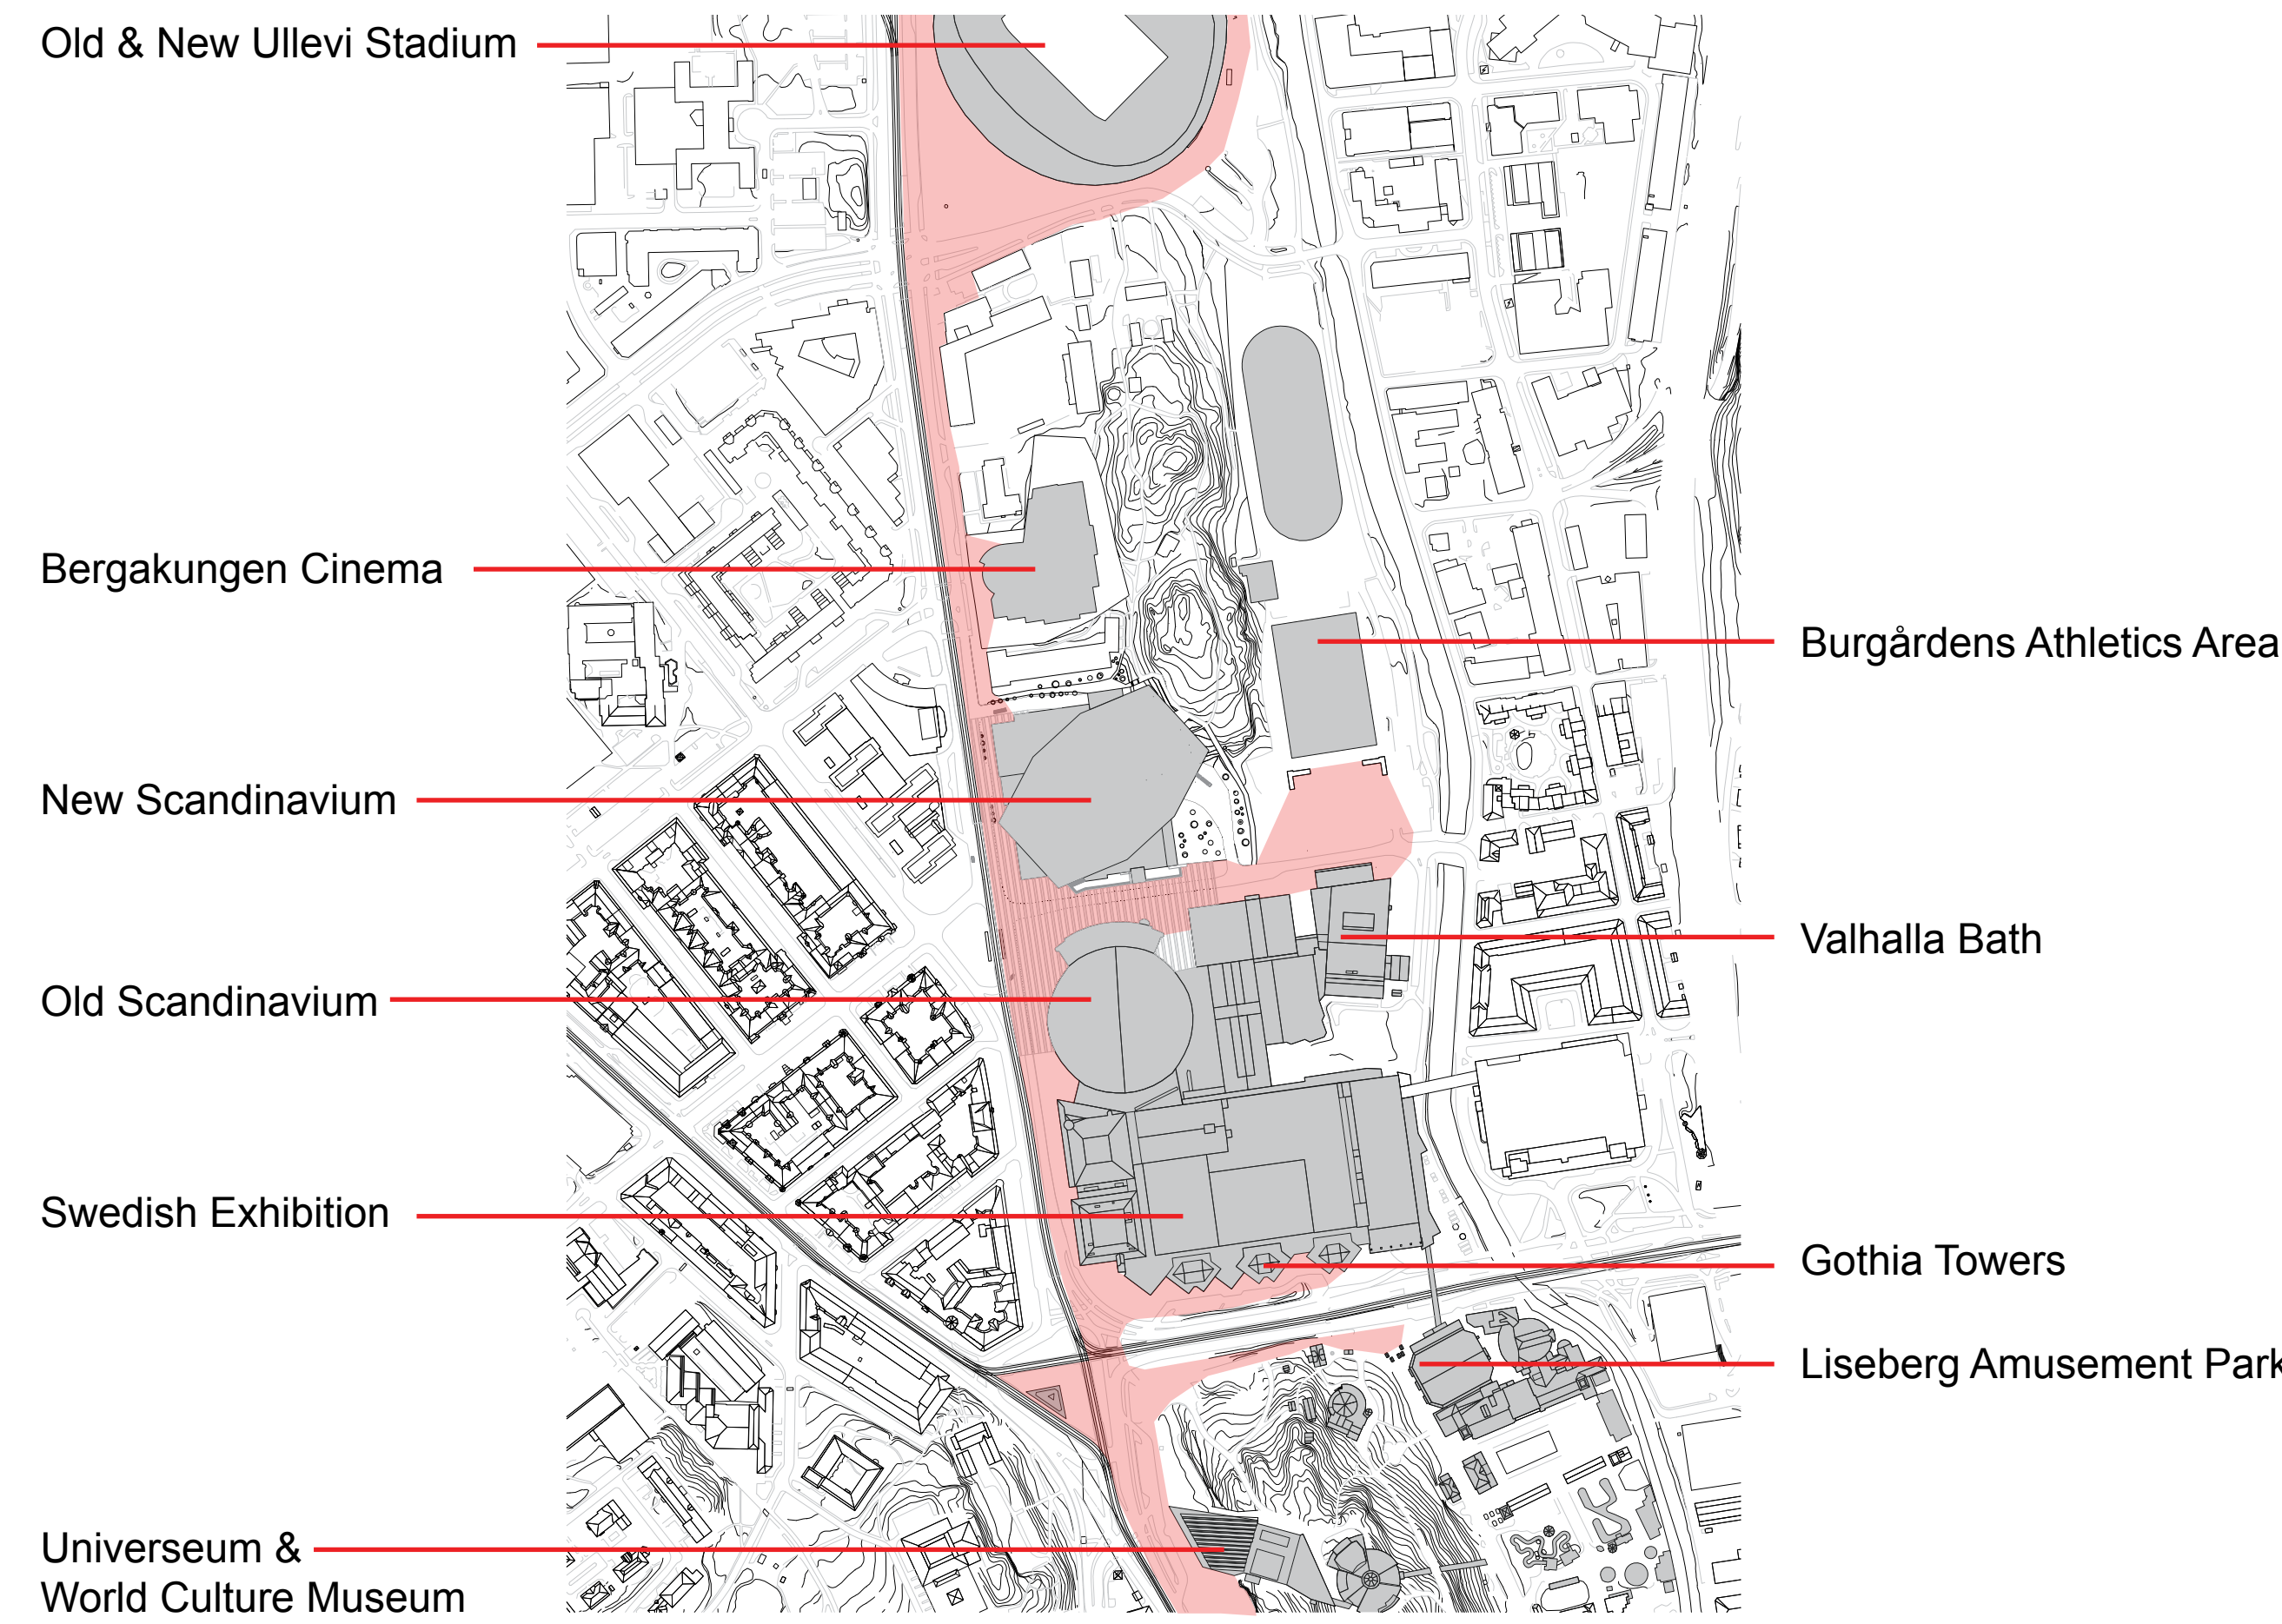 Old & New Ullevi Stadium
Bergakungen Cinema
Burgårdens Athletics Area
New Scandinavium
Valhalla Bath
Old Scandinavium
Swedish Exhibition
Gothia Towers
Liseberg Amusement Park
Universeum &
World Culture Museum